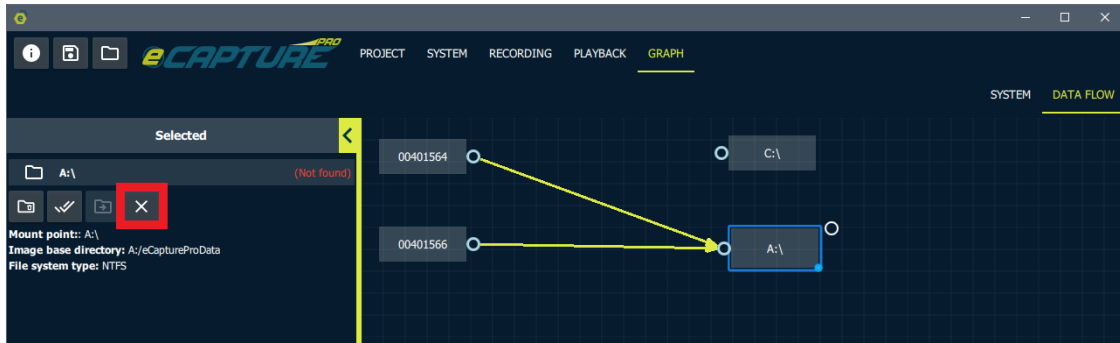 e
eCAPTURE PRO
PROJECT SYSTEM RECORDING PLAYBACK GRAPH
SYSTEM DATA FLOW
Selected
A:\ (Not found)
Mount point:: A:\
Image base directory: A:/eCaptureProData
File system type: NTFS
00401564
C:\
00401566
A:\